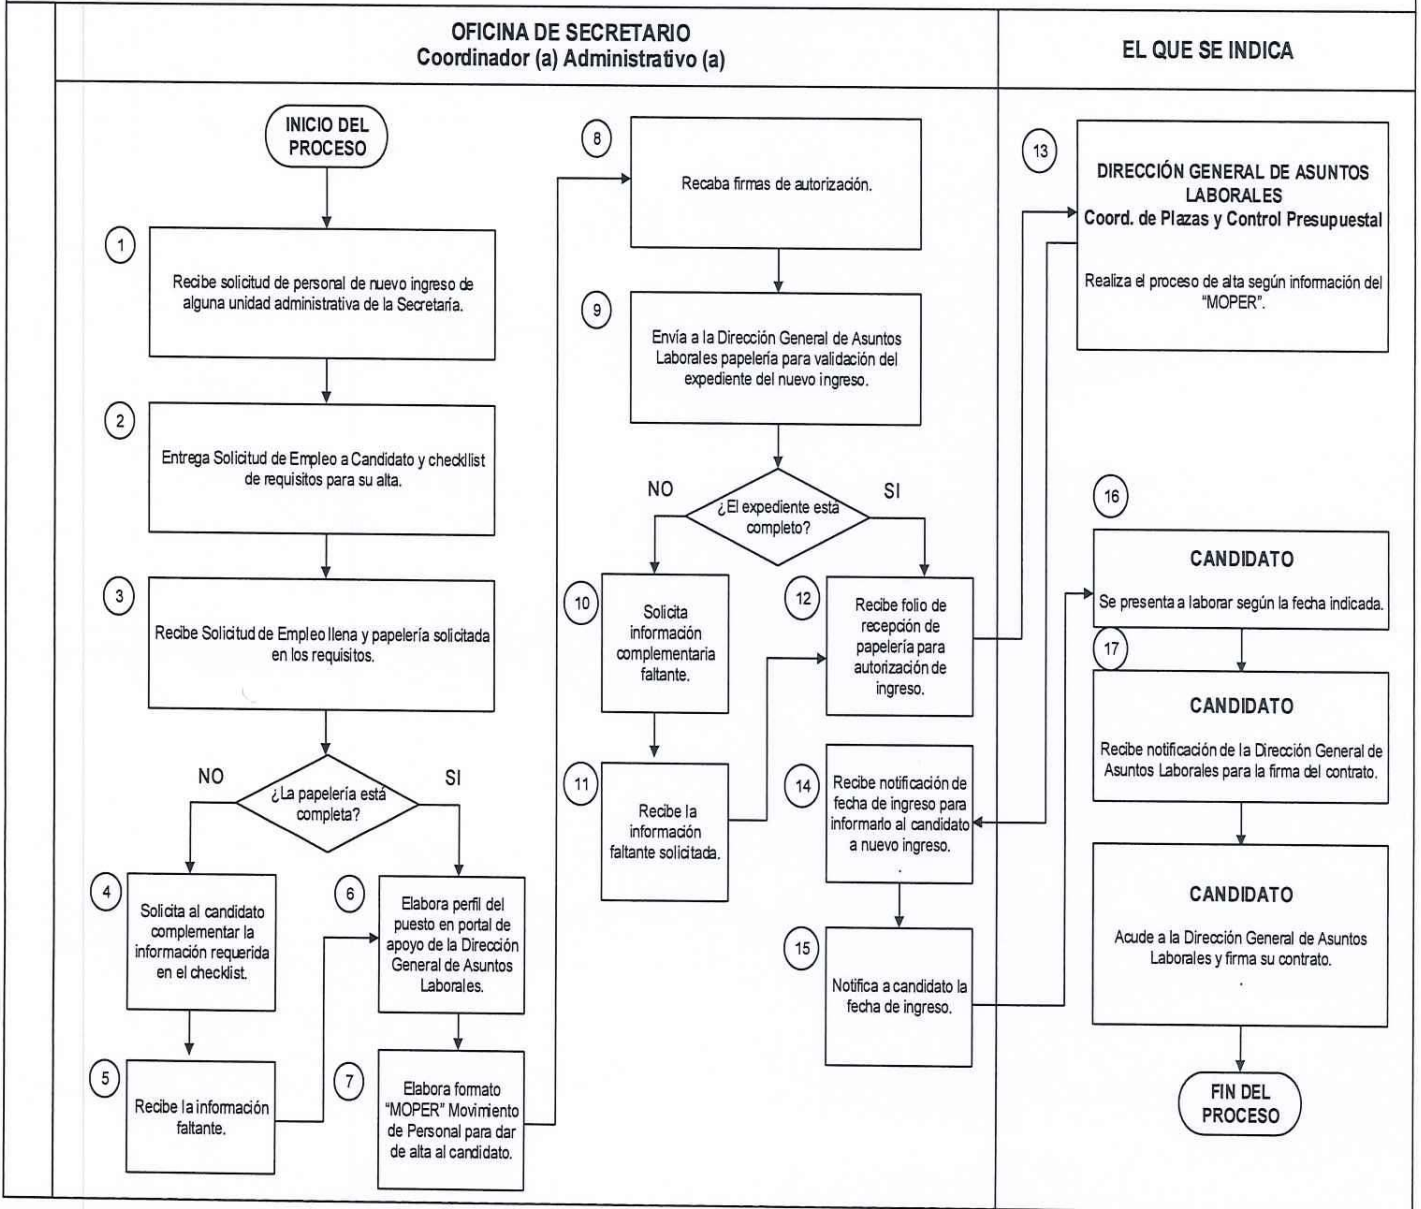 OFICINA DE SECRETARIO
Coordinador (a) Administrativo (a)
EL QUE SE INDICA
INICIO DEL
PROCESO
1
Recibe solicitud de personal de nuevo ingreso de
alguna unidad administrativa de la Secretaría.
2
Entrega Solicitud de Empleo a Candidato y checkllist
de requisitos para su alta.
3
Recibe Solicitud de Empleo llena y papelería solicitada
en los requisitos.
NO
SI
¿La papelería está
completa?
4
Solicita al candidato
complementar la
información requerida
en el checklist.
5
Recibe la información
faltante.
6
Elabora perfil del
puesto en portal de
apoyo de la Dirección
General de Asuntos
Laborales.
7
Elabora formato
"MOPER" Movimiento
de Personal para dar
de alta al candidato.
8
Recaba firmas de autorización.
9
Envía a la Dirección General de Asuntos
Laborales papelería para validación del
expediente del nuevo ingreso.
NO
SI
¿El expediente está
completo?
10
Solicita
información
complementaria
faltante.
11
Recibe la
información
faltante solicitada.
12
Recibe folio de
recepción de
papelería para
autorización de
ingreso.
13
DIRECCIÓN GENERAL DE ASUNTOS
LABORALES
Coord. de Plazas y Control Presupuestal
Realiza el proceso de alta según información del
"MOPER".
14
Recibe notificación de
fecha de ingreso para
informarlo al candidato
a nuevo ingreso.
.
15
Notifica a candidato la
fecha de ingreso.
16
CANDIDATO
Se presenta a laborar según la fecha indicada.
17
CANDIDATO
Recibe notificación de la Dirección General de
Asuntos Laborales para la firma del contrato.
CANDIDATO
Acude a la Dirección General de Asuntos
Laborales y firma su contrato.
.
FIN DEL
PROCESO